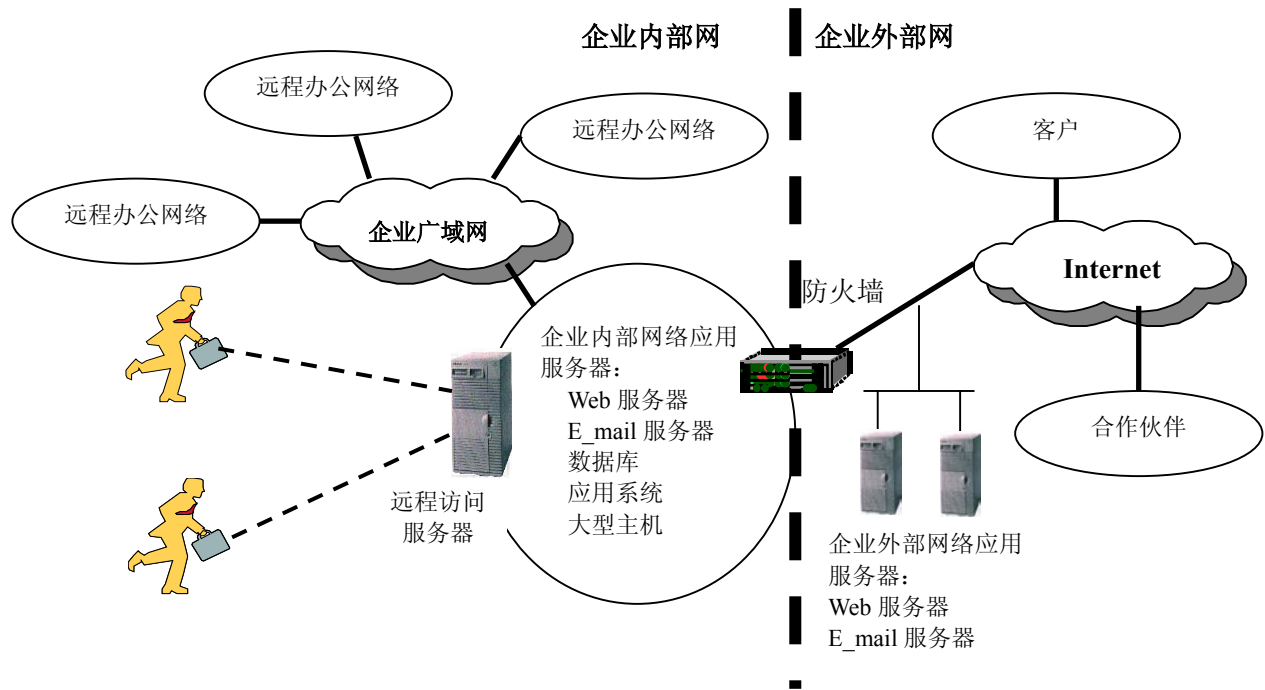 企业内部网
企业外部网
远程办公网络
远程办公网络
远程办公网络
客户
企业广域网
Internet
防火墙
企业内部网络应用
服务器：
Web 服务器
E_mail 服务器
数据库
应用系统
大型主机
合作伙伴
远程访问
服务器
企业外部网络应用
服务器：
Web 服务器
E_mail 服务器